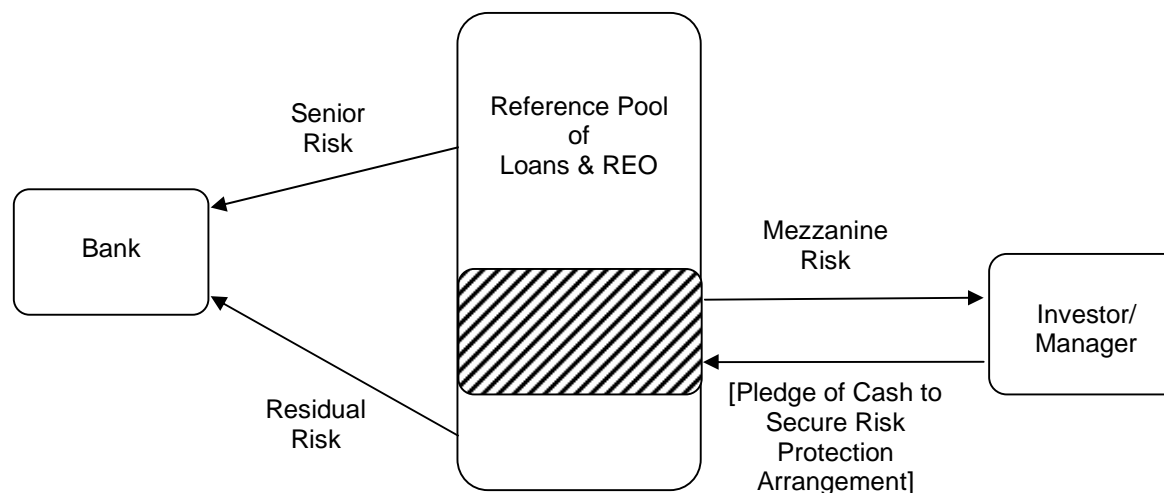 Senior
Risk
Reference Pool
of
Loans & REO
Bank
Mezzanine
Risk
Investor/
Manager
Residual
Risk
[Pledge of Cash to
Secure Risk
Protection
Arrangement]